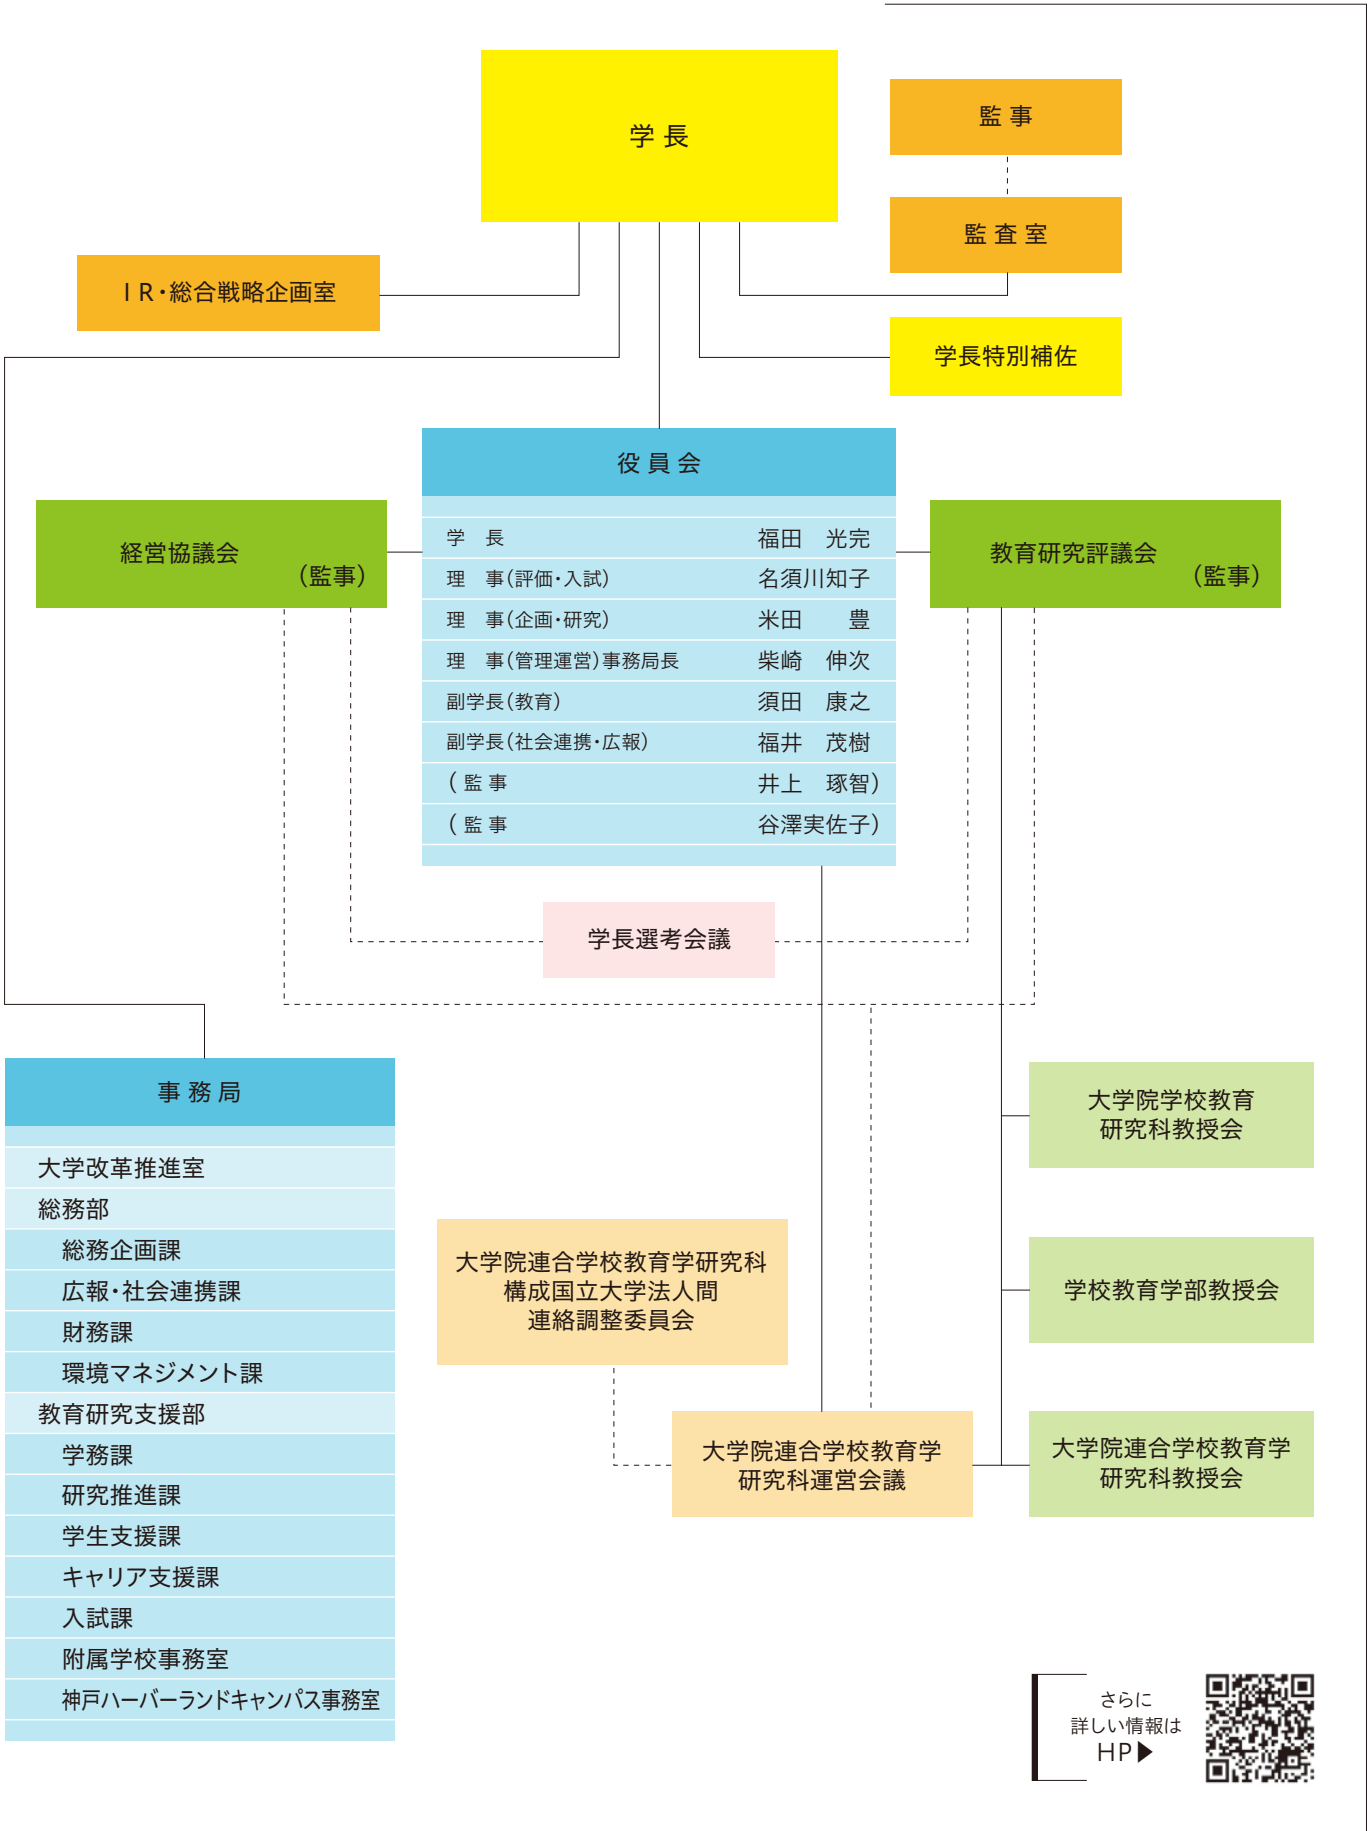 学 長
監 事
監 査 室
I R・総合戦略企画室
学長特別補佐
役 員 会
学　長　福田　光完
理　事(評価・入試)　名須川知子
理　事(企画・研究)　米田　　豊
理　事(管理運営)事務局長　柴崎　伸次
副学長(教育)　須田　康之
副学長(社会連携・広報)　福井　茂樹
( 監 事　井上　琢智)
( 監 事　谷澤実佐子)
経営協議会
(監事)
教育研究評議会
(監事)
学長選考会議
事 務 局
大学改革推進室
総務部
総務企画課
広報・社会連携課
財務課
環境マネジメント課
教育研究支援部
学務課
研究推進課
学生支援課
キャリア支援課
入試課
附属学校事務室
神戸ハーバーランドキャンパス事務室
大学院学校教育
研究科教授会
学校教育学部教授会
大学院連合学校教育学研究科
構成国立大学法人間
連絡調整委員会
大学院連合学校教育学
研究科運営会議
大学院連合学校教育学
研究科教授会
さらに
詳しい情報は
HP▶